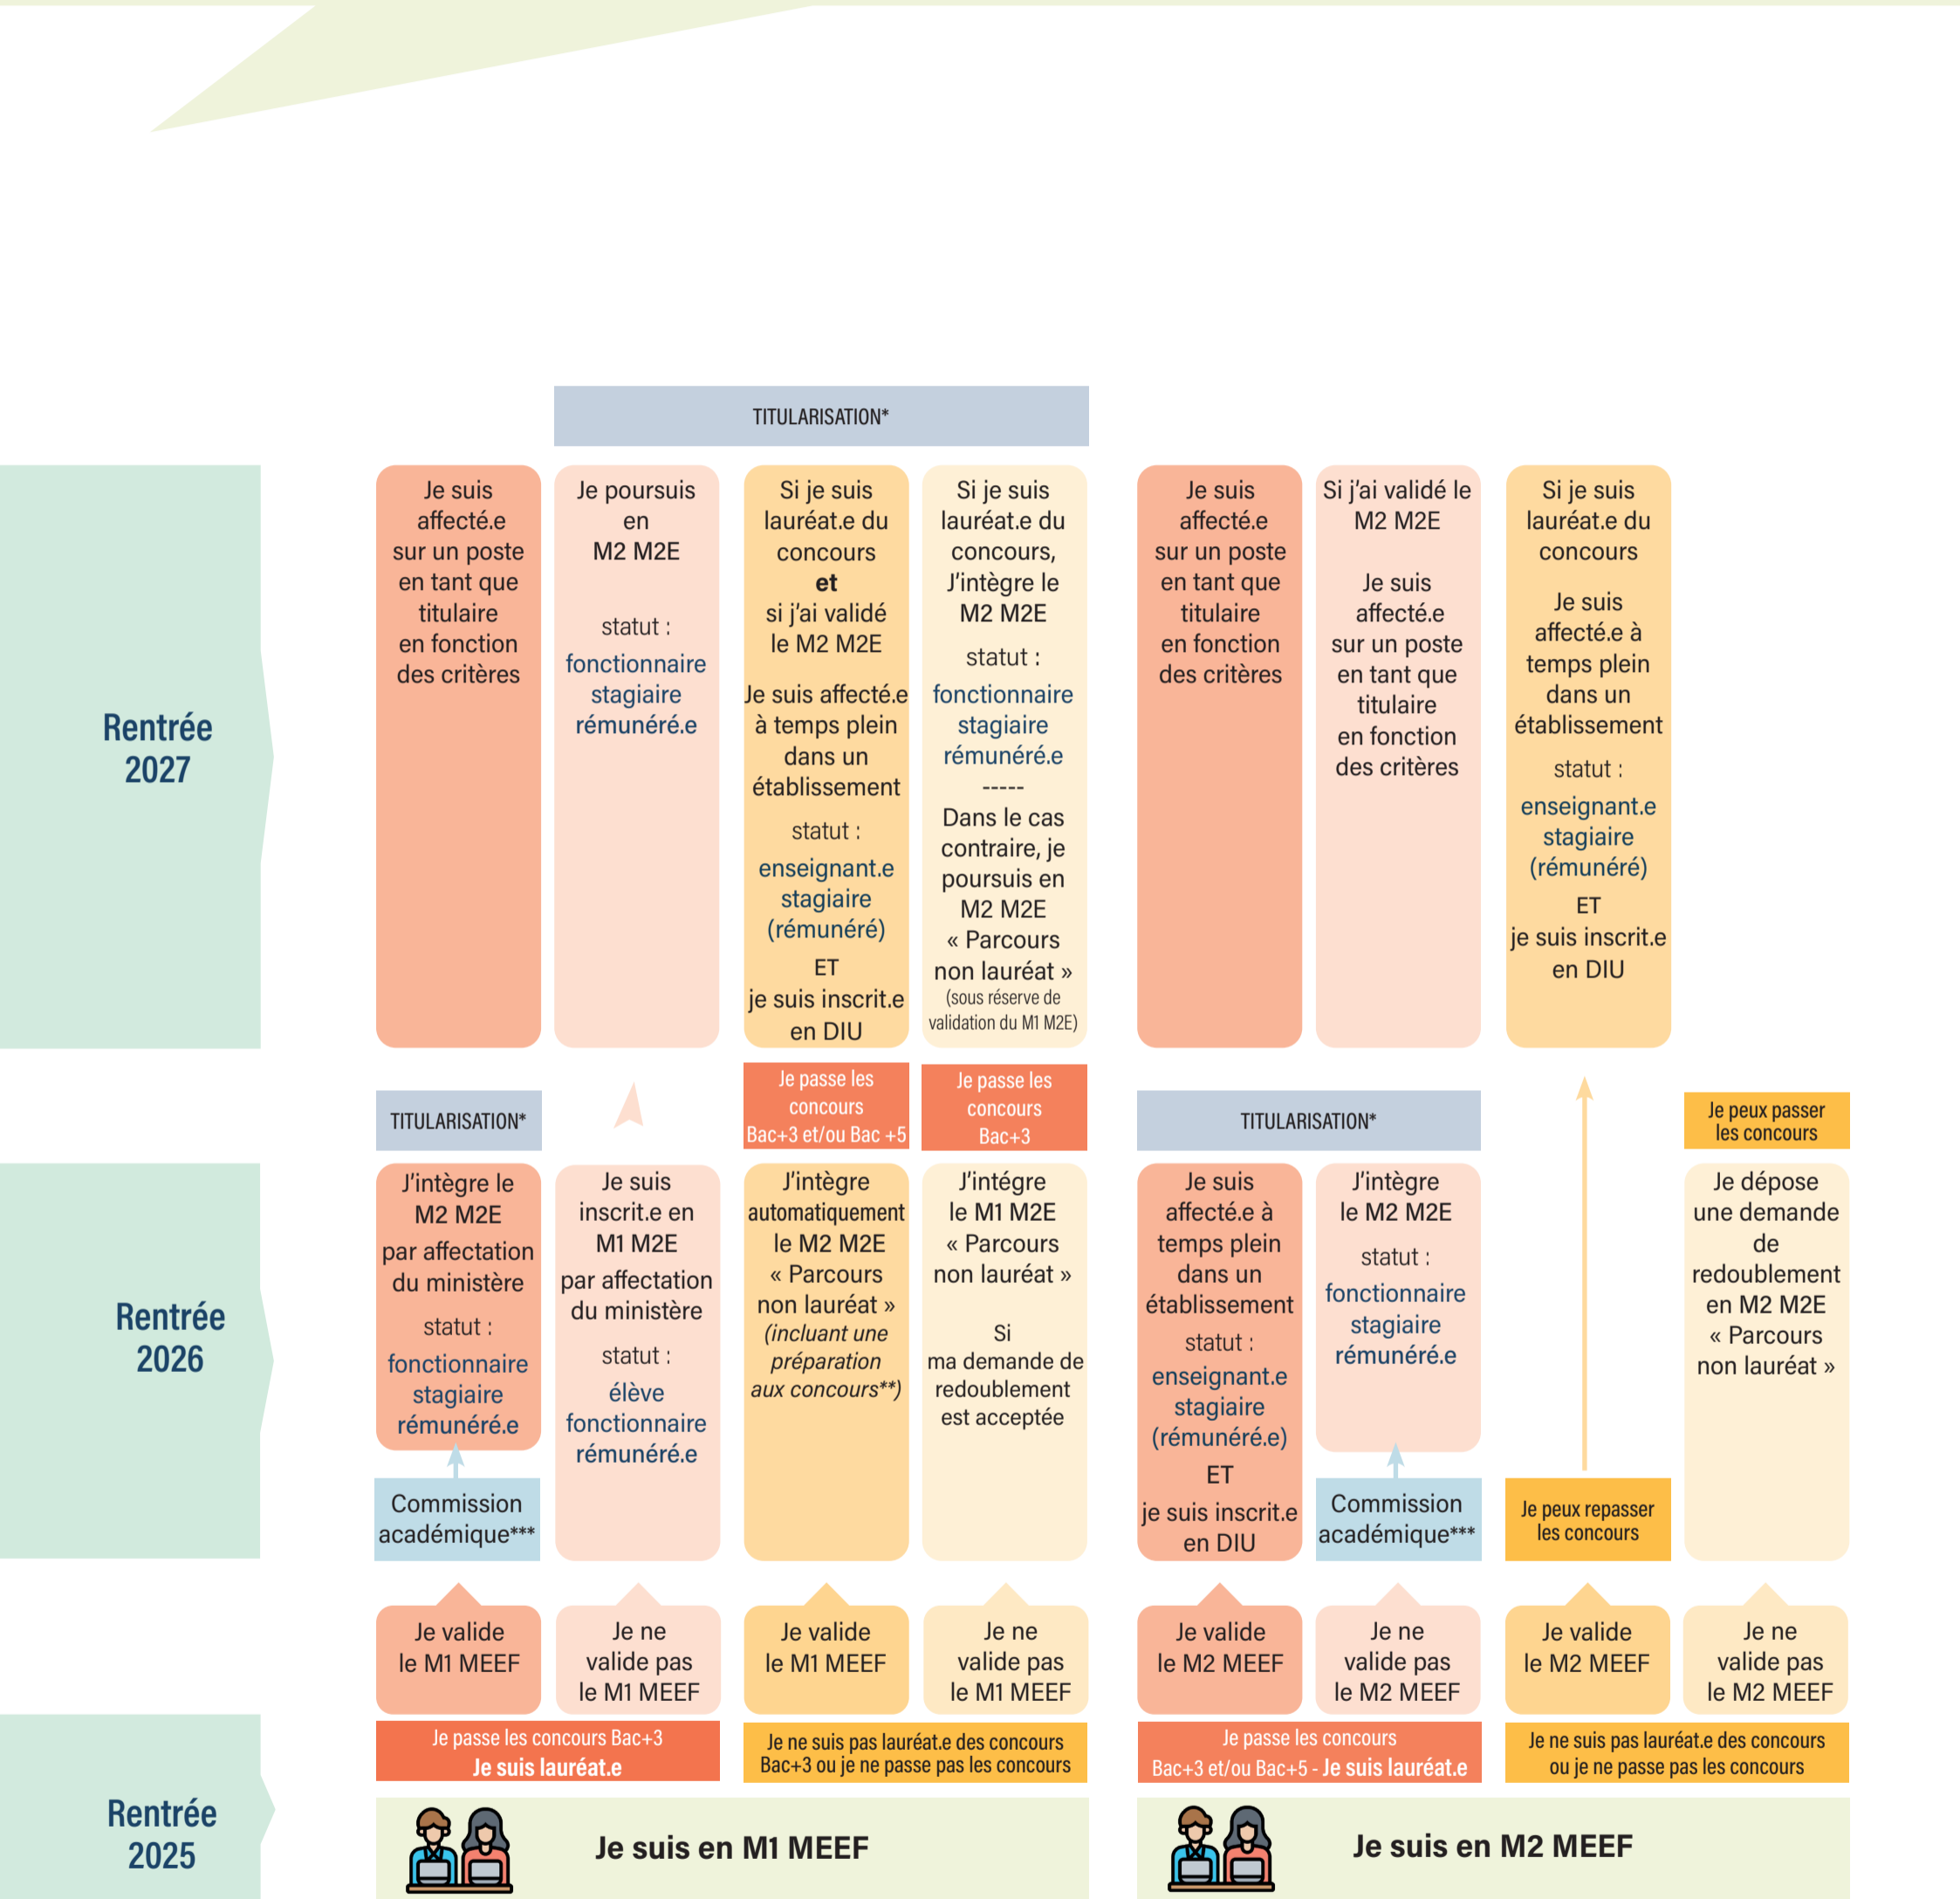 TITULARISATION*
Rentrée
2027
Je suis
affecté.e
sur un poste
en tant que
titulaire
en fonction
des critères
Je poursuis
en
M2 M2E
statut :
fonctionnaire
stagiaire
rémunéré.e
Si je suis
lauréat.e du
concours
et
si j'ai validé
le M2 M2E
Je suis affecté.e
à temps plein
dans un
établissement
statut :
enseignant.e
stagiaire
(rémunéré)
ET
je suis inscrit.e
en DIU
Si je suis
lauréat.e du
concours,
J'intègre le
M2 M2E
statut :
fonctionnaire
stagiaire
rémunéré.e
-----
Dans le cas
contraire, je
poursuis en
M2 M2E
« Parcours
non lauréat »
(sous réserve de
validation du M1 M2E)
Je suis
affecté.e
sur un poste
en tant que
titulaire
en fonction
des critères
Si j'ai validé le
M2 M2E
Je suis
affecté.e
sur un poste
en tant que
titulaire
en fonction
des critères
Si je suis
lauréat.e du
concours
Je suis
affecté.e à
temps plein
dans un
établissement
statut :
enseignant.e
stagiaire
(rémunéré)
ET
je suis inscrit.e
en DIU
TITULARISATION*
Je passe les
concours
Bac+3 et/ou Bac +5
Je passe les
concours
Bac+3
TITULARISATION*
Je peux passer
les concours
Rentrée
2026
J'intègre le
M2 M2E
par affectation
du ministère
statut :
fonctionnaire
stagiaire
rémunéré.e
Commission
académique***
Je suis
inscrit.e en
M1 M2E
par affectation
du ministère
statut :
élève
fonctionnaire
rémunéré.e
J'intègre
automatiquement
le M2 M2E
« Parcours
non lauréat »
(incluant une
préparation
aux concours**)
J'intégre
le M1 M2E
« Parcours
non lauréat »
Si
ma demande de
redoublement
est acceptée
Je suis
affecté.e à
temps plein
dans un
établissement
statut :
enseignant.e
stagiaire
(rémunéré.e)
ET
je suis inscrit.e
en DIU
J'intègre
le M2 M2E
statut :
fonctionnaire
stagiaire
rémunéré.e
Commission
académique***
Je peux repasser
les concours
Je dépose
une demande
de
redoublement
en M2 M2E
« Parcours
non lauréat »
Je valide
le M1 MEEF
Je ne
valide pas
le M1 MEEF
Je valide
le M1 MEEF
Je ne
valide pas
le M1 MEEF
Je valide
le M2 MEEF
Je ne
valide pas
le M2 MEEF
Je valide
le M2 MEEF
Je ne
valide pas
le M2 MEEF
Je passe les concours Bac+3
Je suis lauréat.e
Je ne suis pas lauréat.e des concours
Bac+3 ou je ne passe pas les concours
Je passe les concours
Bac+3 et/ou Bac+5 - Je suis lauréat.e
Je ne suis pas lauréat.e des concours
ou je ne passe pas les concours
Rentrée
2025
Je suis en M1 MEEF
Je suis en M2 MEEF